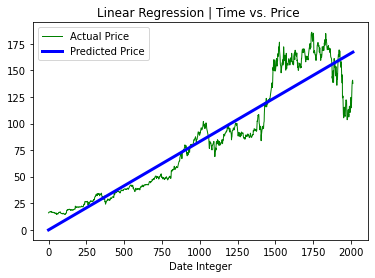 Linear Regression | Time vs. Price
Actual Price
Predicted Price
175
150
125
100
75
50
25
0
0 250 500 750 1000 1250 1500 1750 2000
Date Integer